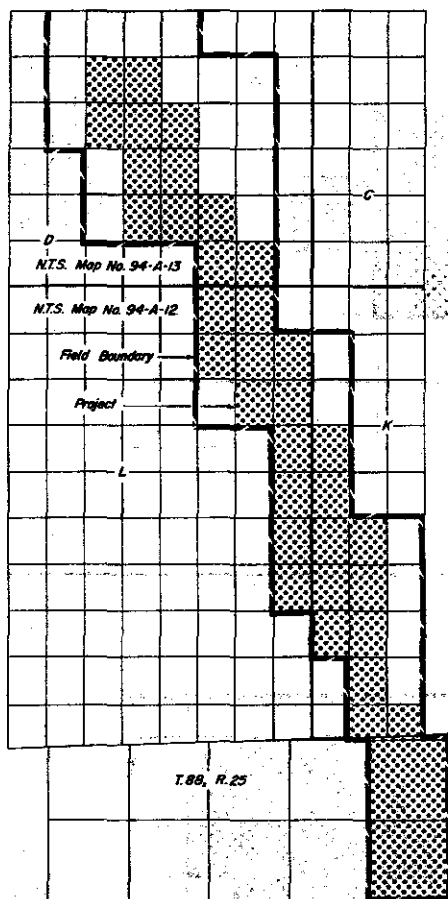 C
D
N.T.S. Map No. 94-A-13
N.T.S. Map No. 94-A-12
Field Boundary
Project
K
L
T.88, R.25